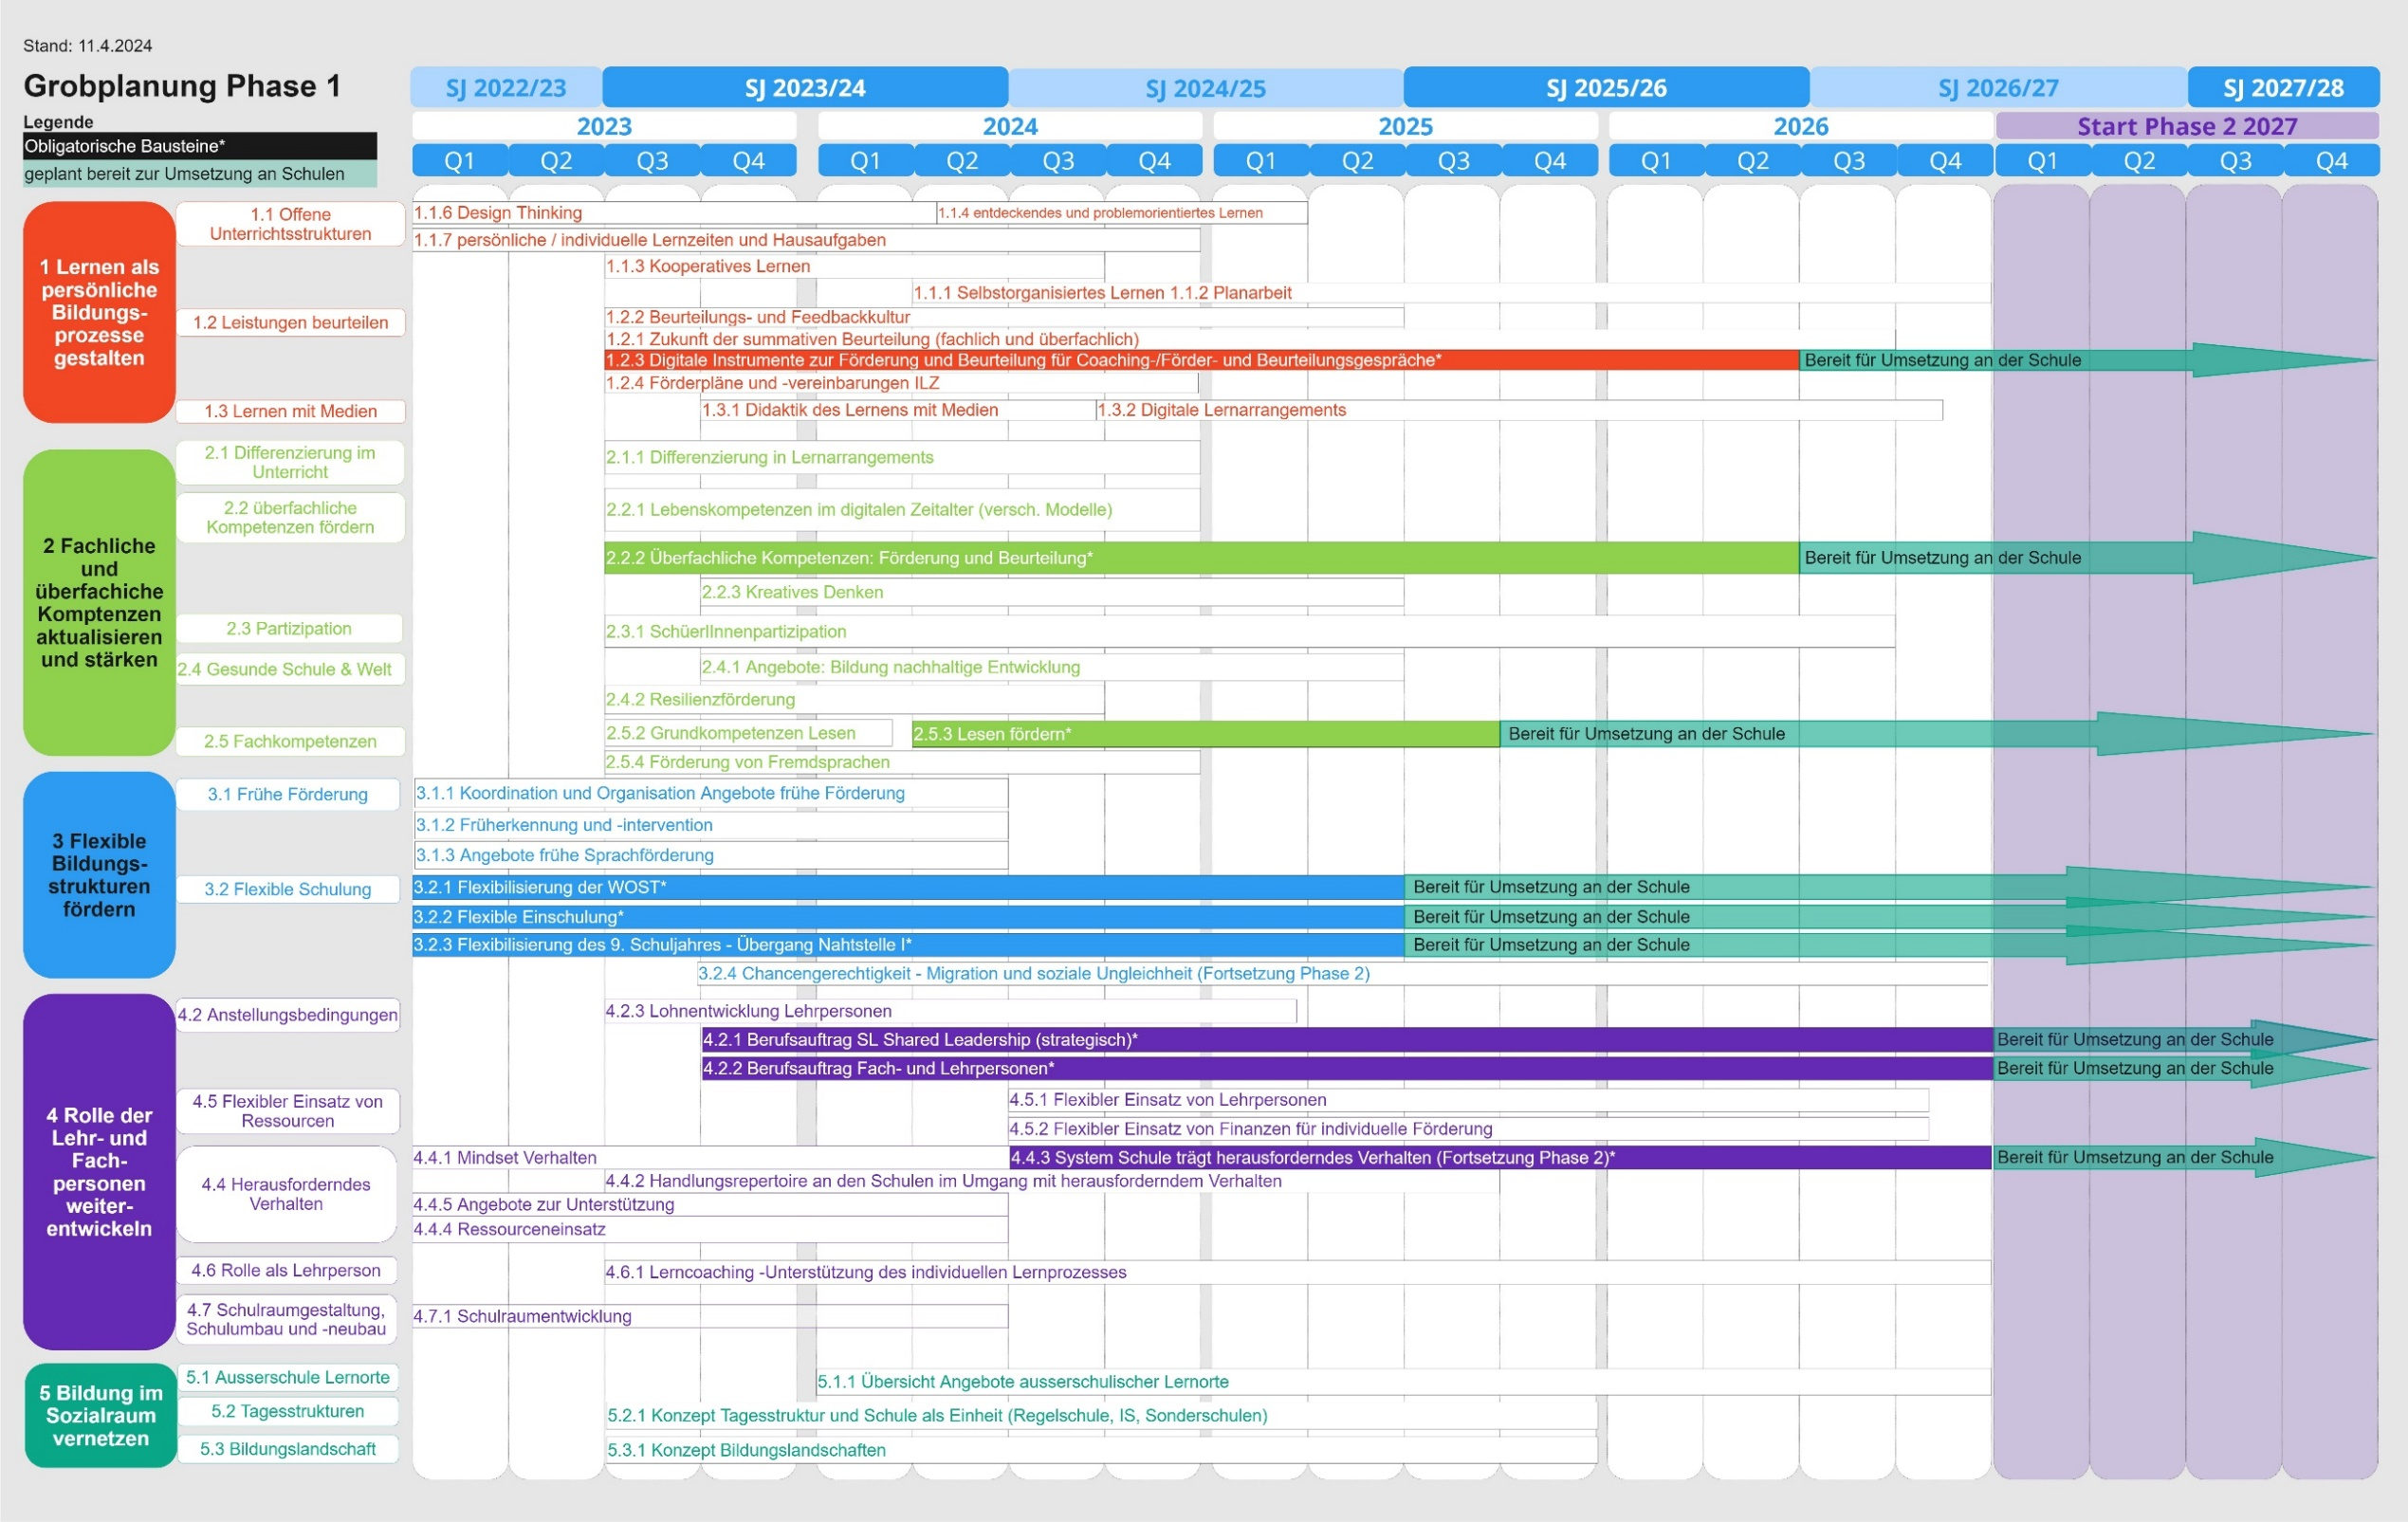 Stand: 11.4.2024
Grobplanung Phase 1
Legende
Obligatorische Bausteine*
geplant bereit zur Umsetzung an Schulen
SJ 2022/23 SJ 2023/24 SJ 2024/25 SJ 2025/26 SJ 2026/27 SJ 2027/28
2023 2024 2025 2026 Start Phase 2 2027
Q1 Q2 Q3 Q4 Q1 Q2 Q3 Q4 Q1 Q2 Q3 Q4 Q1 Q2 Q3 Q4 Q1 Q2 Q3 Q4
1 Lernen als
persönliche
Bildungs-
prozesse
gestalten
1.1 Offene
Unterrichtsstrukturen
1.1.6 Design Thinking
1.1.4 entdeckendes und problemorientiertes Lernen
1.1.7 persönliche / individuelle Lernzeiten und Hausaufgaben
1.1.3 Kooperatives Lernen
1.1.1 Selbstorganisiertes Lernen 1.1.2 Planarbeit
1.2 Leistungen beurteilen
1.2.2 Beurteilungs- und Feedbackkultur
1.2.1 Zukunft der summativen Beurteilung (fachlich und überfachlich)
1.2.3 Digitale Instrumente zur Förderung und Beurteilung für Coaching-/Förder- und Beurteilungsgespräche*
Bereit für Umsetzung an der Schule
1.2.4 Förderpläne und -vereinbarungen ILZ
1.3 Lernen mit Medien
1.3.1 Didaktik des Lernens mit Medien
1.3.2 Digitale Lernarrangements
2 Fachliche
und
überfachiche
Komptenzen
aktualisieren
und stärken
2.1 Differenzierung im
Unterricht
2.1.1 Differenzierung in Lernarrangements
2.2 überfachliche
Kompetenzen fördern
2.2.1 Lebenskompetenzen im digitalen Zeitalter (versch. Modelle)
2.2.2 Überfachliche Kompetenzen: Förderung und Beurteilung*
Bereit für Umsetzung an der Schule
2.2.3 Kreatives Denken
2.3 Partizipation
2.3.1 SchüerlInnenpartizipation
2.4 Gesunde Schule & Welt
2.4.1 Angebote: Bildung nachhaltige Entwicklung
2.4.2 Resilienzförderung
2.5 Fachkompetenzen
2.5.2 Grundkompetenzen Lesen
2.5.3 Lesen fördern*
Bereit für Umsetzung an der Schule
2.5.4 Förderung von Fremdsprachen
3 Flexible
Bildungs-
strukturen
fördern
3.1 Frühe Förderung
3.1.1 Koordination und Organisation Angebote frühe Förderung
3.1.2 Früherkennung und -intervention
3.1.3 Angebote frühe Sprachförderung
3.2 Flexible Schulung
3.2.1 Flexibilisierung der WOST*
Bereit für Umsetzung an der Schule
3.2.2 Flexible Einschulung*
Bereit für Umsetzung an der Schule
3.2.3 Flexibilisierung des 9. Schuljahres - Übergang Nahtstelle I*
Bereit für Umsetzung an der Schule
3.2.4 Chancengerechtigkeit - Migration und soziale Ungleichheit (Fortsetzung Phase 2)
4 Rolle der
Lehr- und
Fach-
personen
weiter-
entwickeln
4.2 Anstellungsbedingungen
4.2.3 Lohnentwicklung Lehrpersonen
4.2.1 Berufsauftrag SL Shared Leadership (strategisch)*
Bereit für Umsetzung an der Schule
4.2.2 Berufsauftrag Fach- und Lehrpersonen*
Bereit für Umsetzung an der Schule
4.5 Flexibler Einsatz von
Ressourcen
4.5.1 Flexibler Einsatz von Lehrpersonen
4.5.2 Flexibler Einsatz von Finanzen für individuelle Förderung
4.4 Herausforderndes
Verhalten
4.4.1 Mindset Verhalten
4.4.3 System Schule trägt herausforderndes Verhalten (Fortsetzung Phase 2)*
Bereit für Umsetzung an der Schule
4.4.2 Handlungsrepertoire an den Schulen im Umgang mit herausforderndem Verhalten
4.4.5 Angebote zur Unterstützung
4.4.4 Ressourceneinsatz
4.6 Rolle als Lehrperson
4.6.1 Lerncoaching -Unterstützung des individuellen Lernprozesses
4.7 Schulraumgestaltung,
Schulumbau und -neubau
4.7.1 Schulraumentwicklung
5 Bildung im
Sozialraum
vernetzen
5.1 Ausserschule Lernorte
5.1.1 Übersicht Angebote ausserschulischer Lernorte
5.2 Tagesstrukturen
5.2.1 Konzept Tagesstruktur und Schule als Einheit (Regelschule, IS, Sonderschulen)
5.3 Bildungslandschaft
5.3.1 Konzept Bildungslandschaften